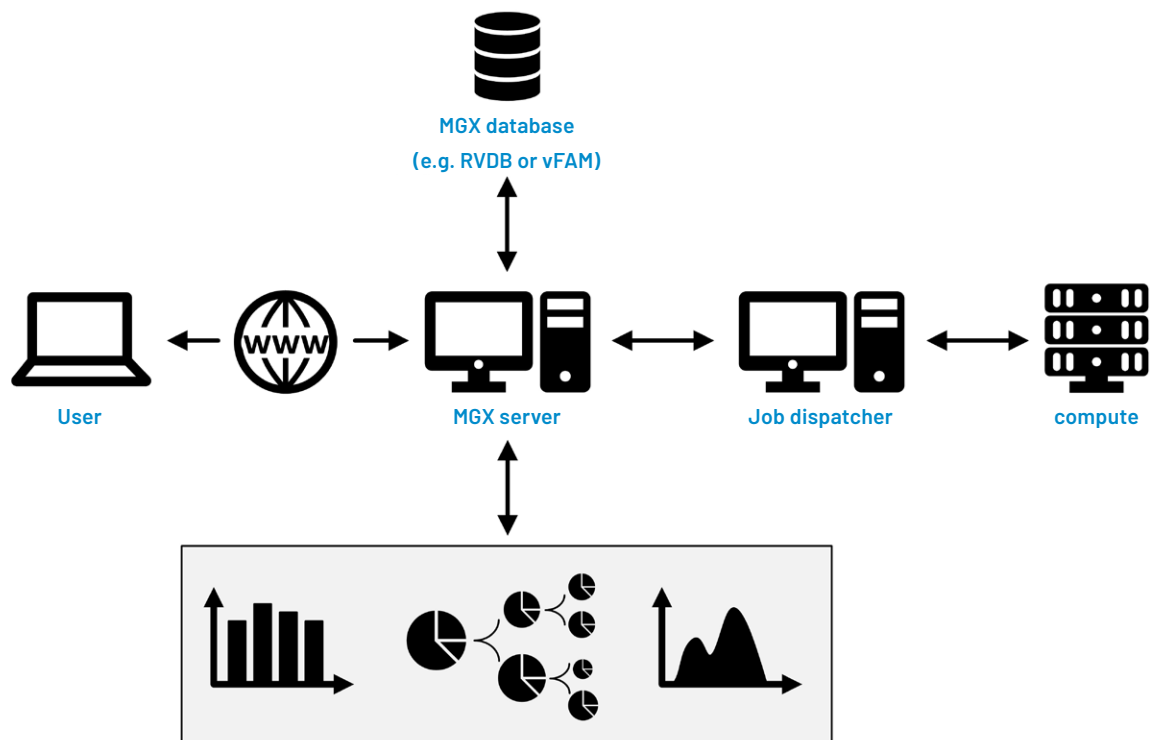 MGX database
(e.g. RVDB or vFAM)
WWW
User
MGX server
Job dispatcher
compute